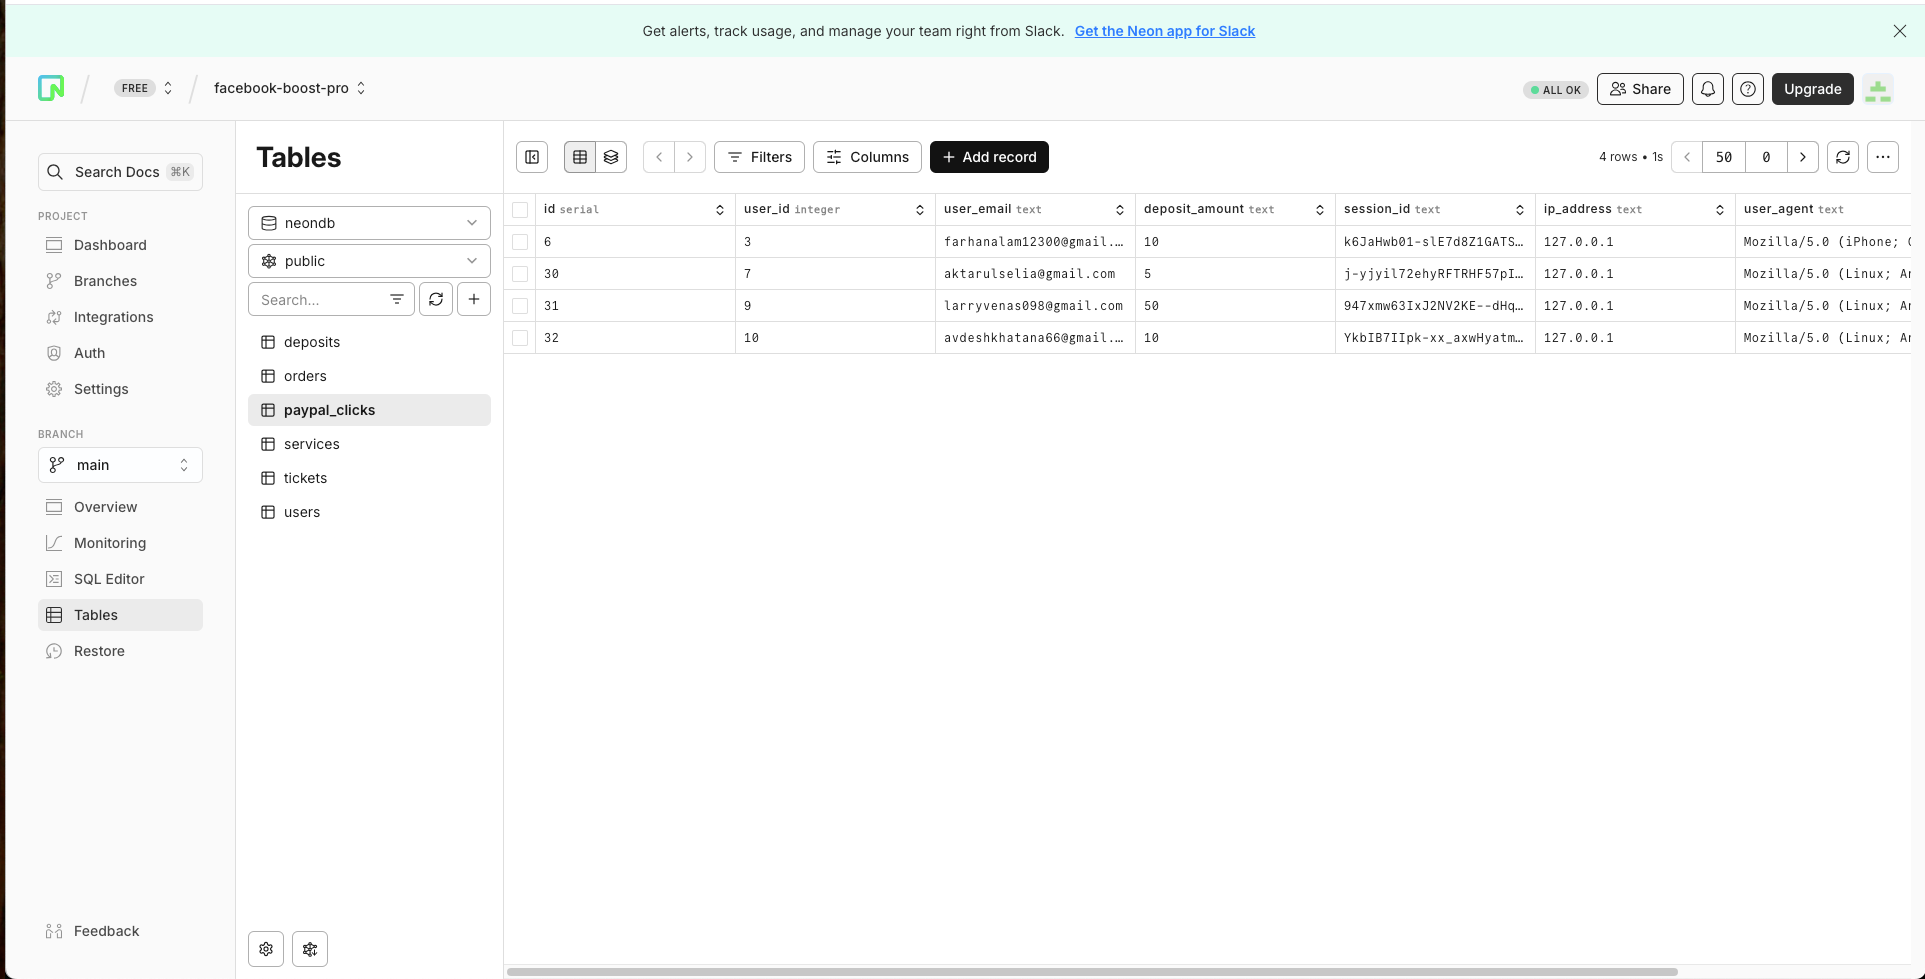 Get alerts, track usage, and manage your team right from Slack. Get the Neon app for Slack
FREE
facebook-boost-pro
ALL OK
Share
Upgrade
Search Docs ⌘K
PROJECT
Dashboard
Branches
Integrations
Auth
Settings
BRANCH
main
Overview
Monitoring
SQL Editor
Tables
Restore
Feedback
Tables
neondb
public
Search...
deposits
orders
paypal_clicks
services
tickets
users
Filters
Columns
+ Add record
4 rows • 1s
50
0
id serial user_id integer user_email text deposit_amount text session_id text ip_address text user_agent text
6 3 farhanalam12300@gmail.… 10 k6JaHwb01-slE7d8Z1GATS… 127.0.0.1 Mozilla/5.0 (iPhone;
30 7 aktarulselia@gmail.com 5 j-yjyil72ehyRFTRHF57pI… 127.0.0.1 Mozilla/5.0 (Linux;
31 9 larryvenas098@gmail.com 50 947xmw63IxJ2NV2KE--dHq… 127.0.0.1 Mozilla/5.0 (Linux;
32 10 avdeshkhatana66@gmail.… 10 YkbIB7IIpk-xx_axwHyatm… 127.0.0.1 Mozilla/5.0 (Linux;